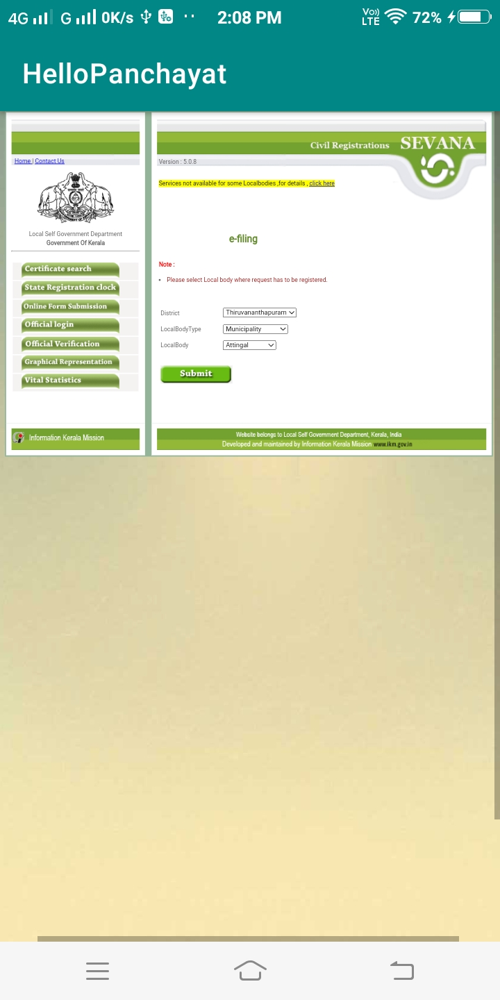 4G G 0K/s 2:08 PM Vo)) LTE 72%
HelloPanchayat
Home | Contact Us
Local Self Government Department
Government Of Kerala
Certificate search
State Registration clock
Online Form Submission
Official login
Official Verification
Graphical Representation
Vital Statistics
Information Kerala Mission
Civil Registrations SEVANA
Version : 5.0.8
Services not available for some Localbodies ,for details , click here
e-filing
Note :
• Please select Local body where request has to be registered.
District Thiruvananthapuram
LocalBodyType Municipality
LocalBody Attingal
Submit
Website belongs to Local Self Government Department, Kerala, India
Developed and maintained by Information Kerala Mission www.ikm.gov.in